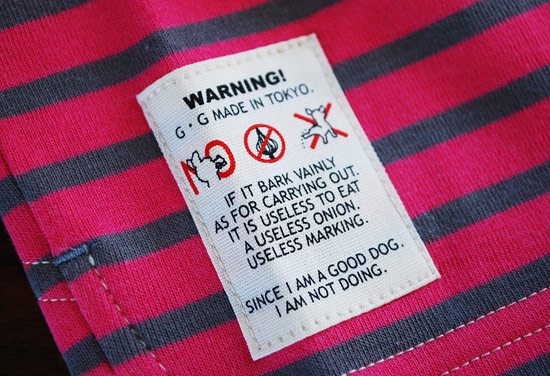 WARNING!
G・G MADE IN TOKYO.
NO
IF IT BARK VAINLY
AS FOR CARRYING OUT.
IT IS USELESS TO EAT
A USELESS ONION.
USELESS MARKING.
SINCE I AM A GOOD DOG.
I AM NOT DOING.